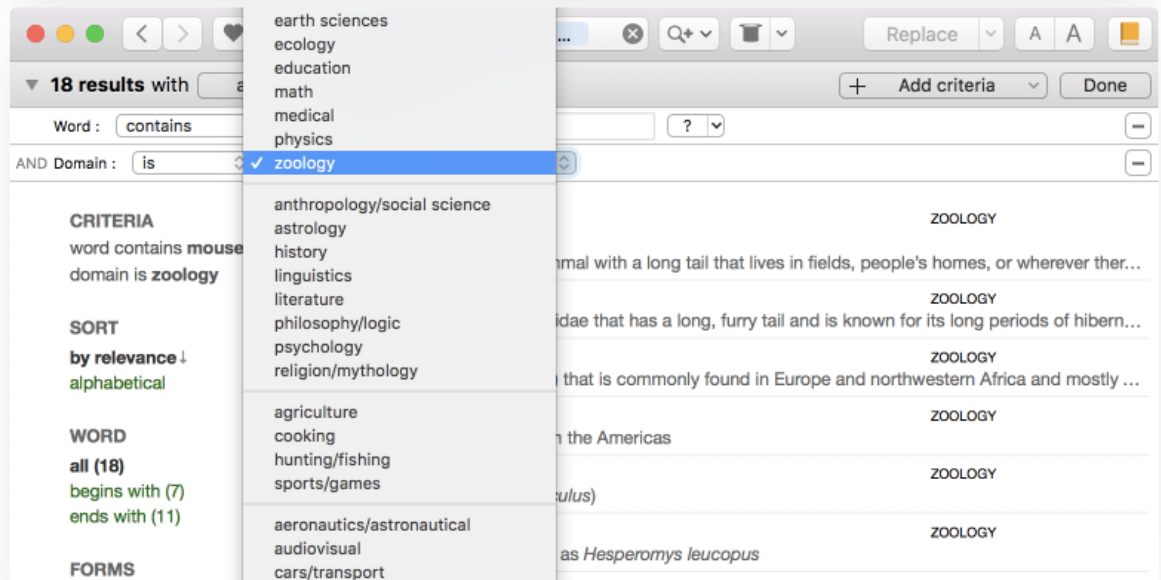 ...
Replace
A A
18 results with
Add criteria
Done
Word : contains
?
AND Domain : is
earth sciences
ecology
education
math
medical
physics
✓ zoology
anthropology/social science
astrology
history
linguistics
literature
philosophy/logic
psychology
religion/mythology
agriculture
cooking
hunting/fishing
sports/games
aeronautics/astronautical
audiovisual
cars/transport
CRITERIA
word contains mouse
domain is zoology
SORT
by relevance↓
alphabetical
WORD
all (18)
begins with (7)
ends with (11)
FORMS
ZOOLOGY
with a long tail that lives in fields, people's homes, or wherever ther...
ZOOLOGY
that has a long, furry tail and is known for its long periods of hibern...
ZOOLOGY
) that is commonly found in Europe and northwestern Africa and mostly ...
ZOOLOGY
the Americas
ZOOLOGY
ZOOLOGY
as Hesperomys leucopus